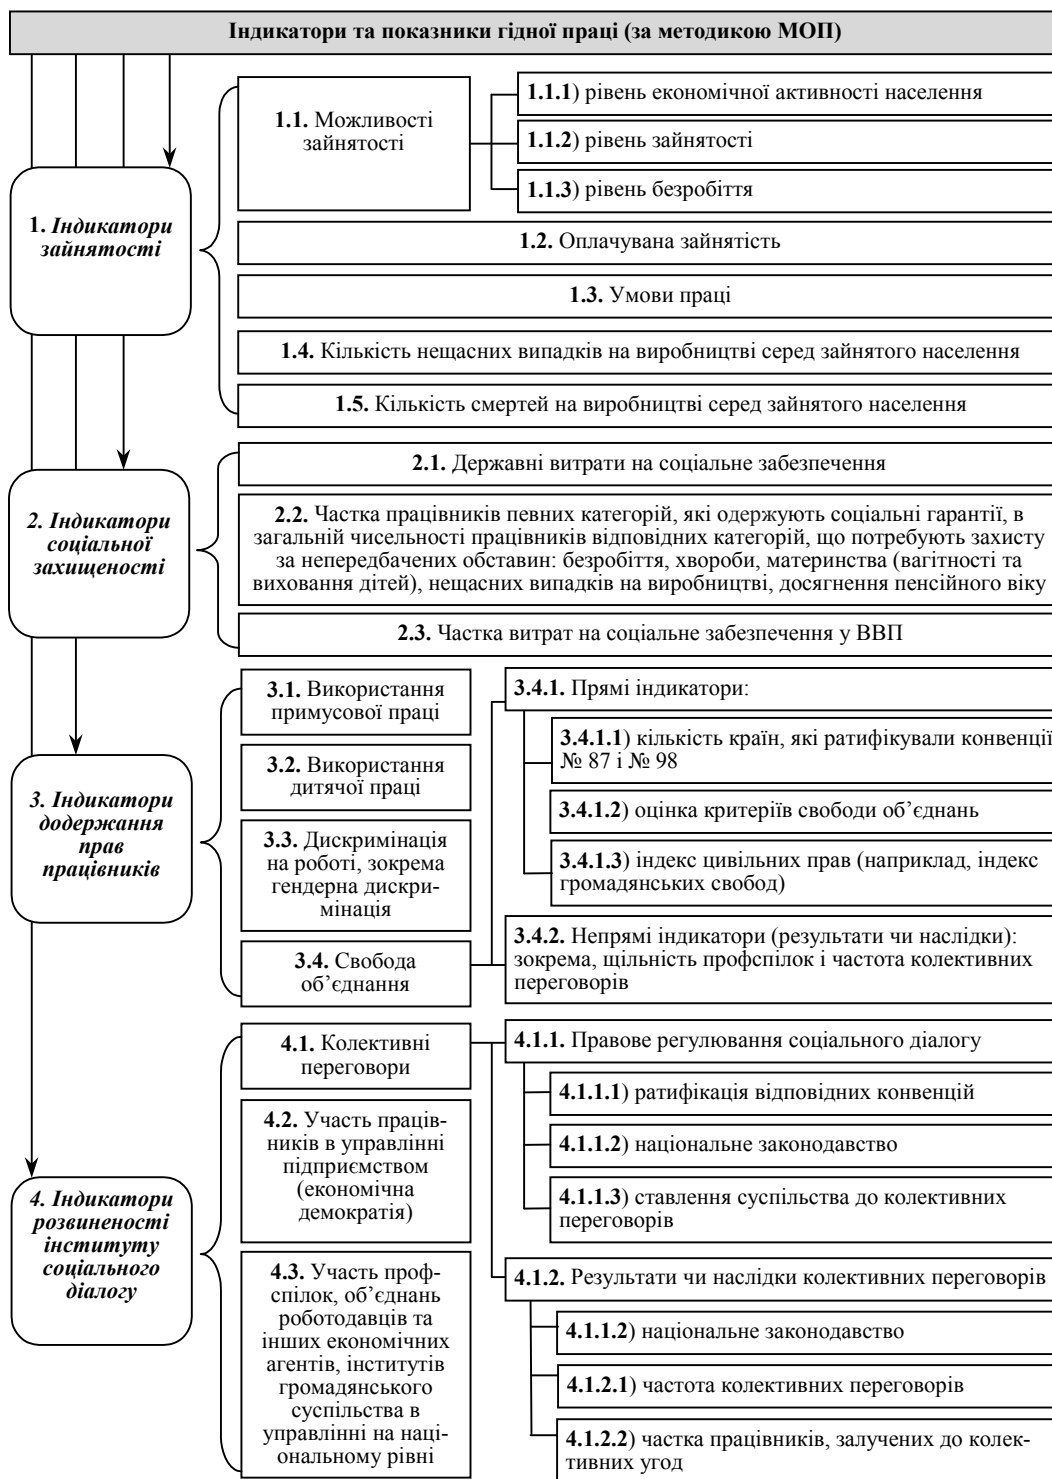 Індикатори та показники гідної праці (за методикою МОП)
1. Індикатори
зайнятості
1.1. Можливості
зайнятості
1.1.1) рівень економічної активності населення
1.1.2) рівень зайнятості
1.1.3) рівень безробіття
1.2. Оплачувана зайнятість
1.3. Умови праці
1.4. Кількість нещасних випадків на виробництві серед зайнятого населення
1.5. Кількість смертей на виробництві серед зайнятого населення
2. Індикатори
соціальної
захищеності
2.1. Державні витрати на соціальне забезпечення
2.2. Частка працівників певних категорій, які одержують соціальні гарантії, в
загальній чисельності працівників відповідних категорій, що потребують захисту
за непередбачених обставин: безробіття, хвороби, материнства (вагітності та
виховання дітей), нещасних випадків на виробництві, досягнення пенсійного віку
2.3. Частка витрат на соціальне забезпечення у ВВП
3. Індикатори
додержання
прав
працівників
3.1. Використання
примусової праці
3.2. Використання
дитячої праці
3.3. Дискримінація
на роботі, зокрема
гендерна дискри-
мінація
3.4. Свобода
об’єднання
3.4.1. Прямі індикатори:
3.4.1.1) кількість країн, які ратифікували конвенції
№ 87 і № 98
3.4.1.2) оцінка критеріїв свободи об’єднань
3.4.1.3) індекс цивільних прав (наприклад, індекс
громадянських свобод)
3.4.2. Непрямі індикатори (результати чи наслідки):
зокрема, щільність профспілок і частота колективних
переговорів
4. Індикатори
розвиненості
інституту
соціального
діалогу
4.1. Колективні
переговори
4.2. Участь праців-
ників в управлінні
підприємством
(економічна
демократія)
4.3. Участь проф-
спілок, об’єднань
роботодавців та
інших економічних
агентів, інститутів
громадянського
суспільства в
управлінні на наці-
ональному рівні
4.1.1. Правове регулювання соціального діалогу
4.1.1.1) ратифікація відповідних конвенцій
4.1.1.2) національне законодавство
4.1.1.3) ставлення суспільства до колективних
переговорів
4.1.2. Результати чи наслідки колективних переговорів
4.1.1.2) національне законодавство
4.1.2.1) частота колективних переговорів
4.1.2.2) частка працівників, залучених до колек-
тивних угод